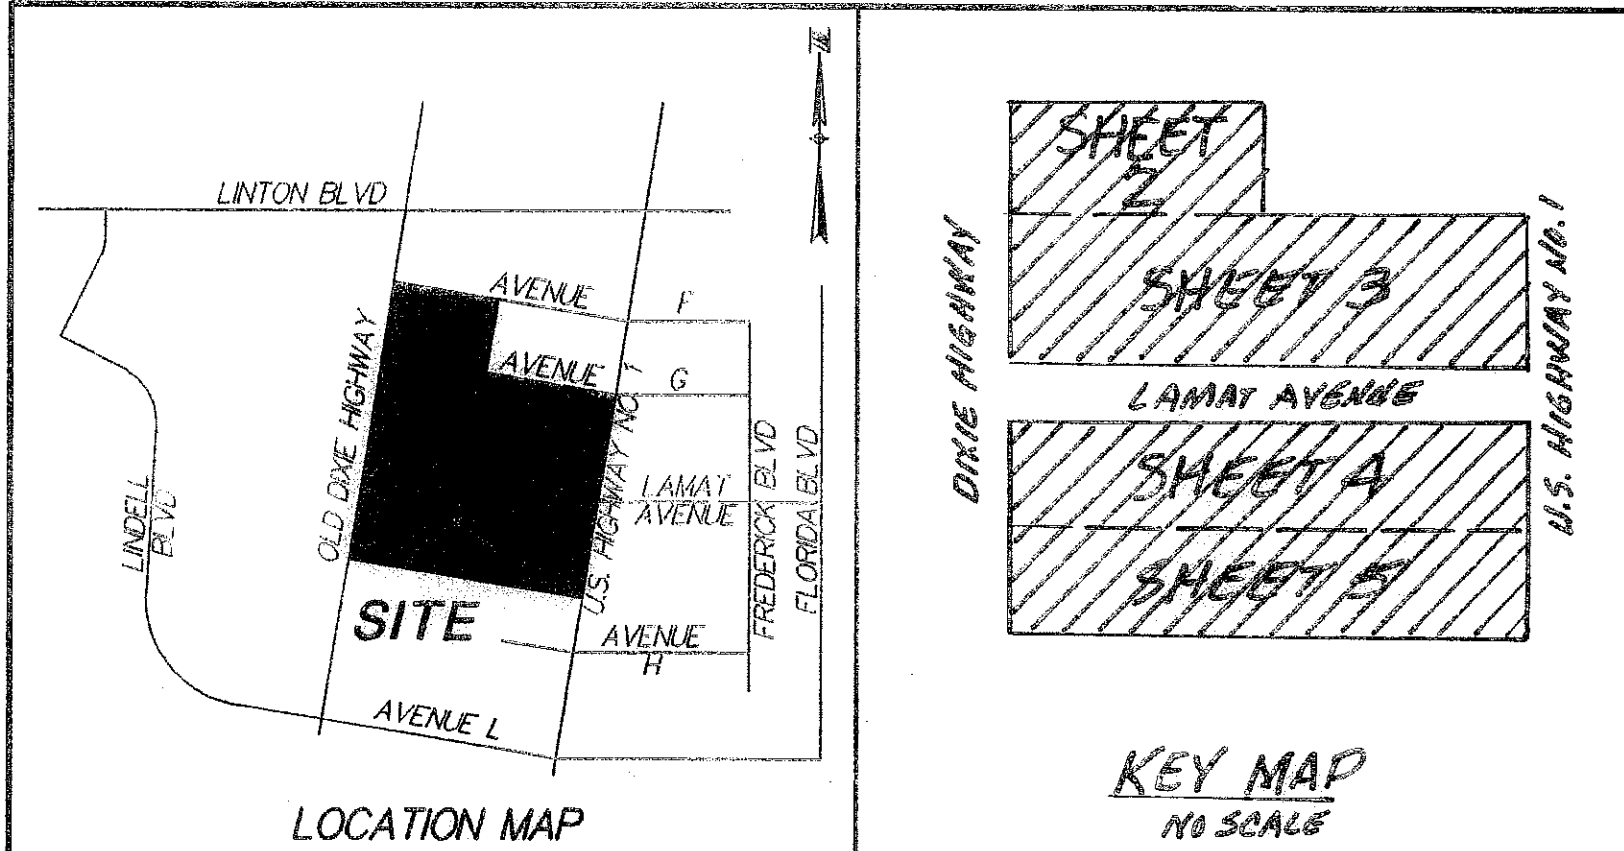 N
LINTON BLVD
AVENUE
F
AVENUE
G
OLD DIXIE HIGHWAY
U.S. HIGHWAY NO. 1
LINDELL
BLVD
LAMAT
AVENUE
FREDERICK BLVD
FLORIDA BLVD
SITE
AVENUE
H
AVENUE L
LOCATION MAP
SHEET
2
SHEET 3
DIXIE HIGHWAY
U.S. HIGHWAY NO. 1
LAMAT AVENUE
SHEET 4
SHEET 5
KEY MAP
NO SCALE